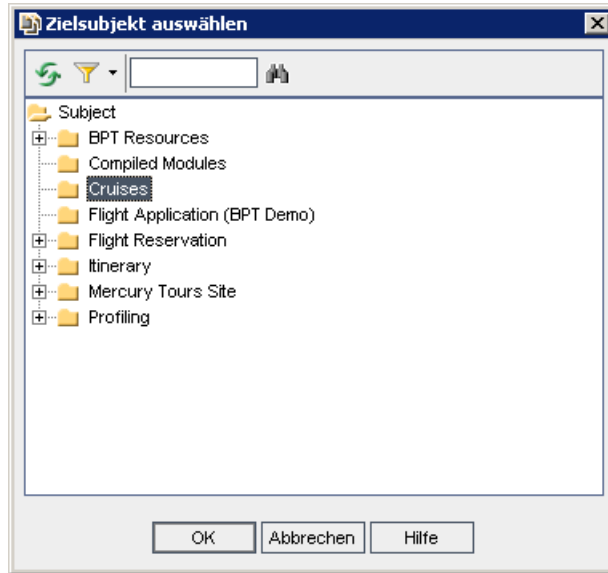 Zielsubjekt auswählen
Subject
BPT Resources
Compiled Modules
Cruises
Flight Application (BPT Demo)
Flight Reservation
Itinerary
Mercury Tours Site
Profiling
OK Abbrechen Hilfe